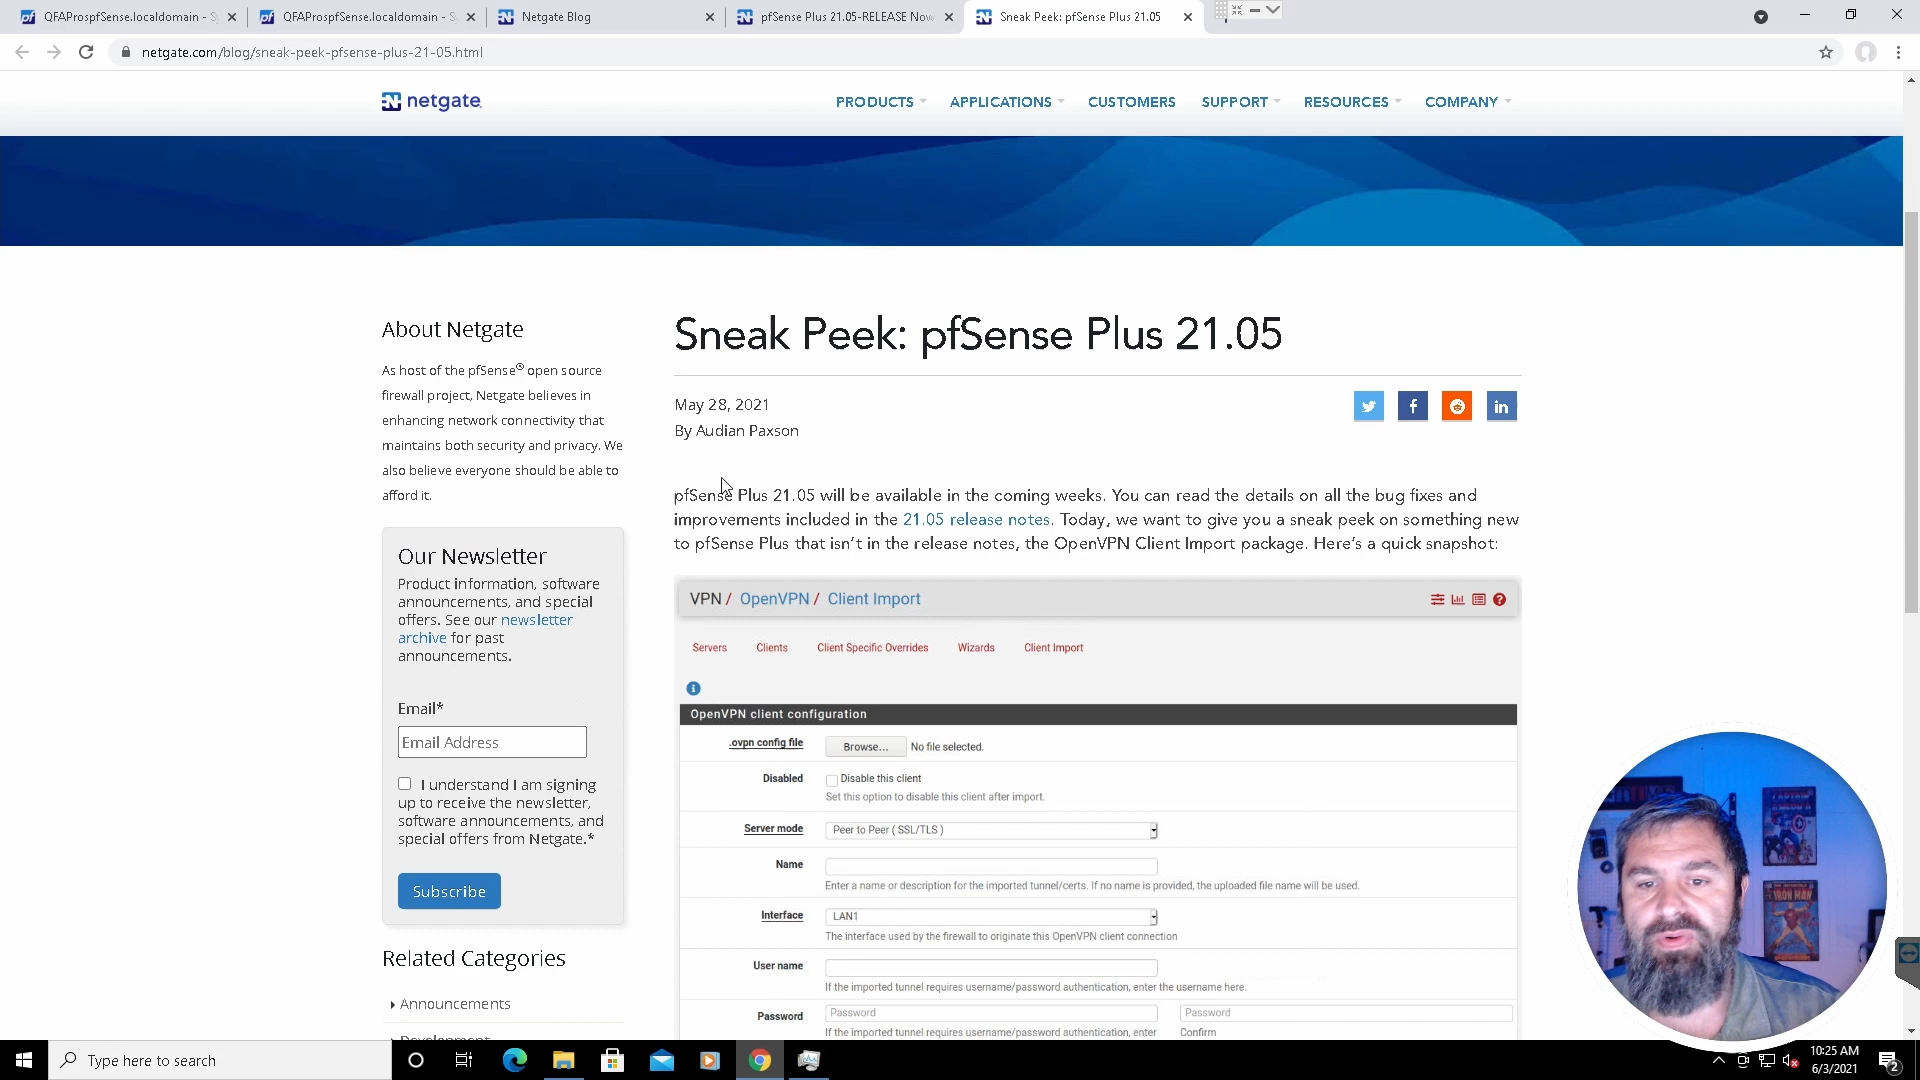 QFAProspfSense.localdomain - S
QFAProspfSense.localdomain - S
Netgate Blog
pfSense Plus 21.05-RELEASE Now
Sneak Peek: pfSense Plus 21.05
netgate.com/blog/sneak-peek-pfsense-plus-21-05.html
netgate
PRODUCTS
APPLICATIONS
CUSTOMERS
SUPPORT
RESOURCES
COMPANY
About Netgate
As host of the pfSense® open source
firewall project, Netgate believes in
enhancing network connectivity that
maintains both security and privacy. We
also believe everyone should be able to
afford it.
Our Newsletter
Product information, software
announcements, and special
offers. See our newsletter
archive for past
announcements.
Email*
Email Address
I understand I am signing
up to receive the newsletter,
software announcements, and
special offers from Netgate.*
Subscribe
Related Categories
Announcements
Development
Sneak Peek: pfSense Plus 21.05
May 28, 2021
By Audian Paxson
pfSense Plus 21.05 will be available in the coming weeks. You can read the details on all the bug fixes and
improvements included in the 21.05 release notes. Today, we want to give you a sneak peek on something new
to pfSense Plus that isn't in the release notes, the OpenVPN Client Import package. Here's a quick snapshot:
VPN / OpenVPN / Client Import
Servers
Clients
Client Specific Overrides
Wizards
Client Import
OpenVPN client configuration
.ovpn config file
Browse... No file selected.
Disabled
Disable this client
Set this option to disable this client after import.
Server mode
Peer to Peer ( SSL/TLS )
Name
Enter a name or description for the imported tunnel/certs. If no name is provided, the uploaded file name will be used.
Interface
LAN1
The interface used by the firewall to originate this OpenVPN client connection
User name
If the imported tunnel requires username/password authentication, enter the username here.
Password
Password
Password
If the imported tunnel requires username/password authentication, enter
Confirm
CAPTAIN AMERICA
IRON MAN
Type here to search
10:25 AM
6/3/2021
2